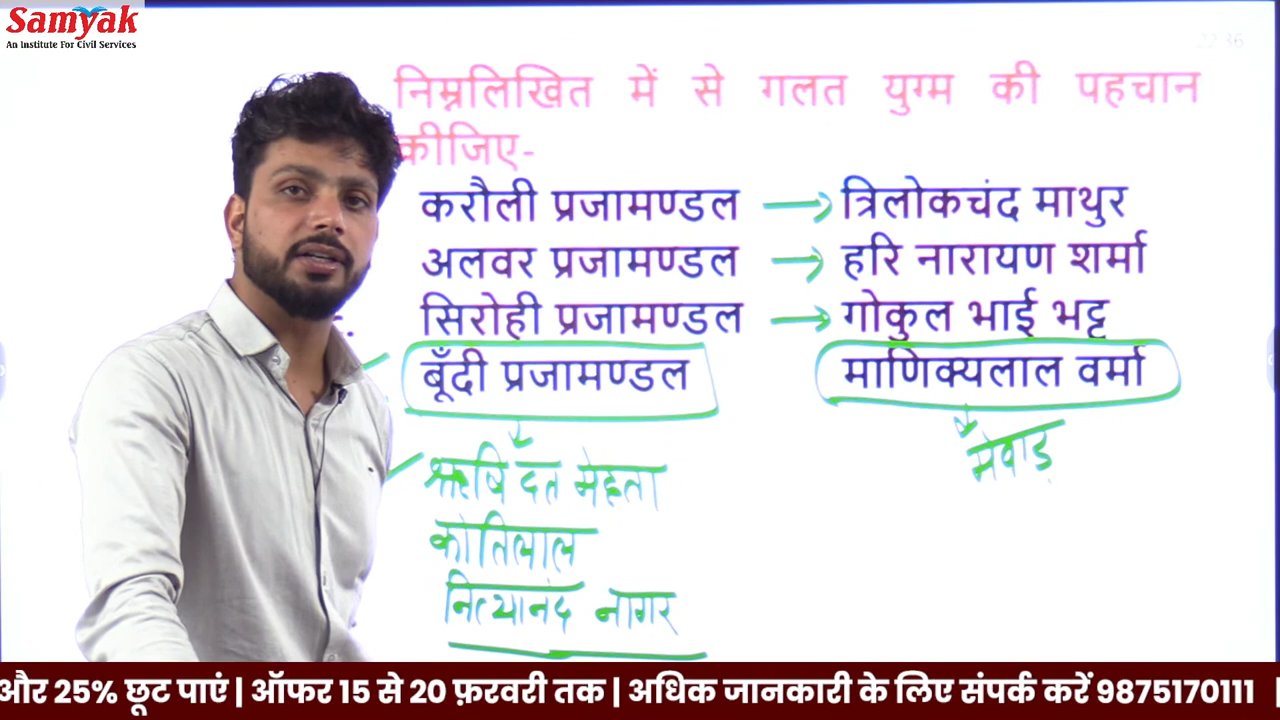 Samyak
An Institute For Civil Services
22:36
निम्नलिखित में से गलत युग्म की पहचान
कीजिए-
करौली प्रजामण्डल → त्रिलोकचंद माथुर
अलवर प्रजामण्डल → हरि नारायण शर्मा
सिरोही प्रजामण्डल → गोकुल भाई भट्ट
बूँदी प्रजामण्डल माणिक्यलाल वर्मा
मेवाड़
ऋषि दत मेहता
कांतिलाल
नित्यानंद नागर
और 25% छूट पाएं | ऑफर 15 से 20 फ़रवरी तक | अधिक जानकारी के लिए संपर्क करें 9875170111 |